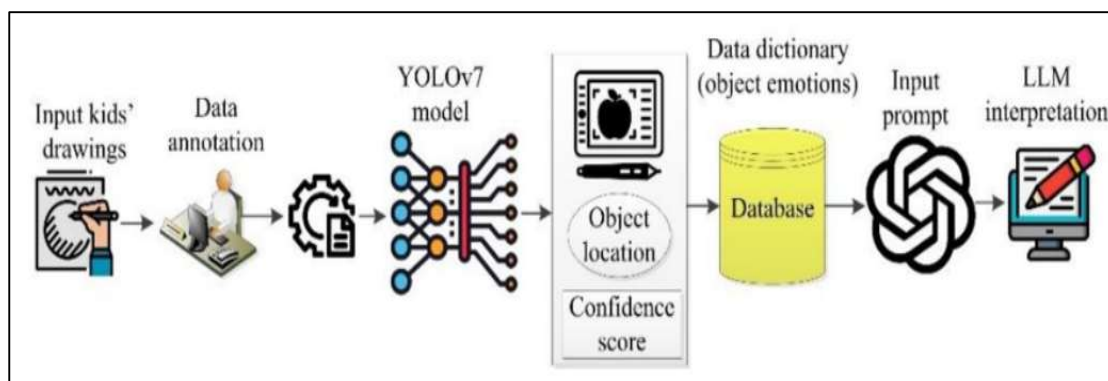 Input kids'
drawings
Data
annotation
YOLOv7
model
Object
location
Confidence
score
Data dictionary
(object emotions)
Database
Input
prompt
LLM
interpretation